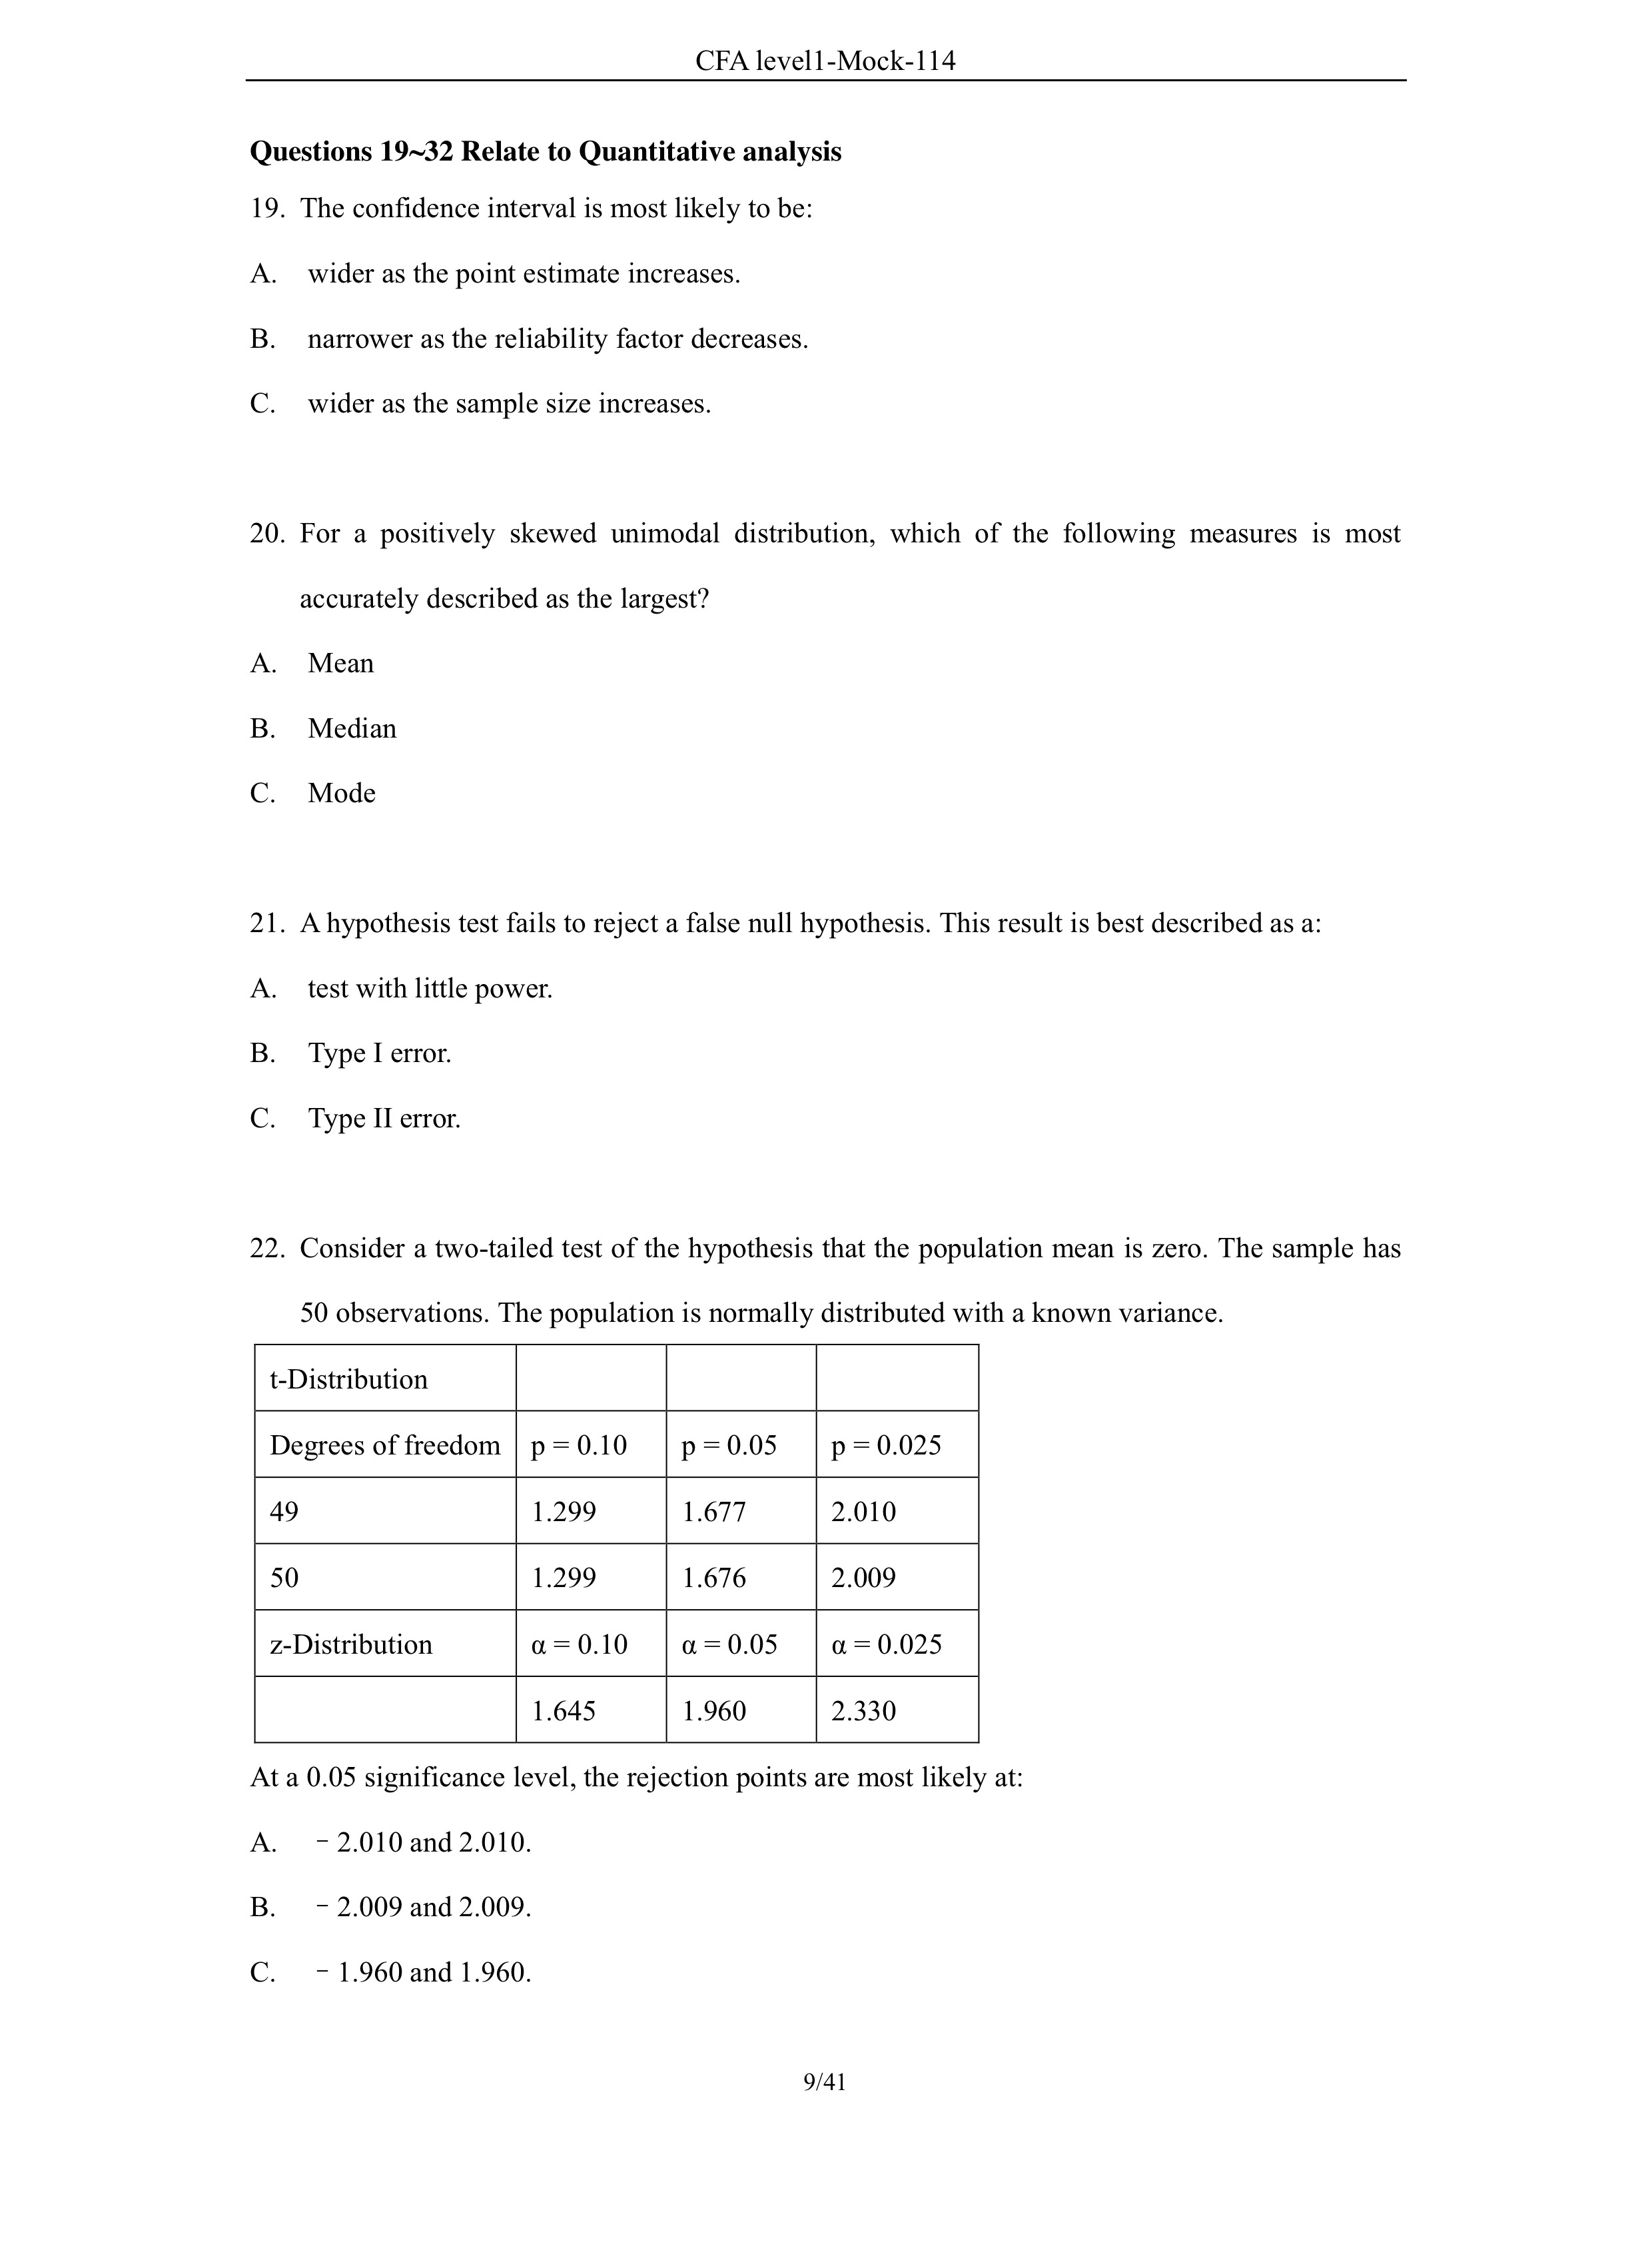 CFA level1-Mock-114
Questions 19~32 Relate to Quantitative analysis
19. The confidence interval is most likely to be:
A. wider as the point estimate increases.
B. narrower as the reliability factor decreases.
C. wider as the sample size increases.
20. For a positively skewed unimodal distribution, which of the following measures is most
accurately described as the largest?
A. Mean
B. Median
C. Mode
21. A hypothesis test fails to reject a false null hypothesis. This result is best described as a:
A. test with little power.
B. Type I error.
C. Type II error.
22. Consider a two-tailed test of the hypothesis that the population mean is zero. The sample has
50 observations. The population is normally distributed with a known variance.
t-Distribution
Degrees of freedom p = 0.10 p = 0.05 p = 0.025
49 1.299 1.677 2.010
50 1.299 1.676 2.009
z-Distribution α = 0.10 α = 0.05 α = 0.025
1.645 1.960 2.330
At a 0.05 significance level, the rejection points are most likely at:
A. – 2.010 and 2.010.
B. – 2.009 and 2.009.
C. – 1.960 and 1.960.
9/41